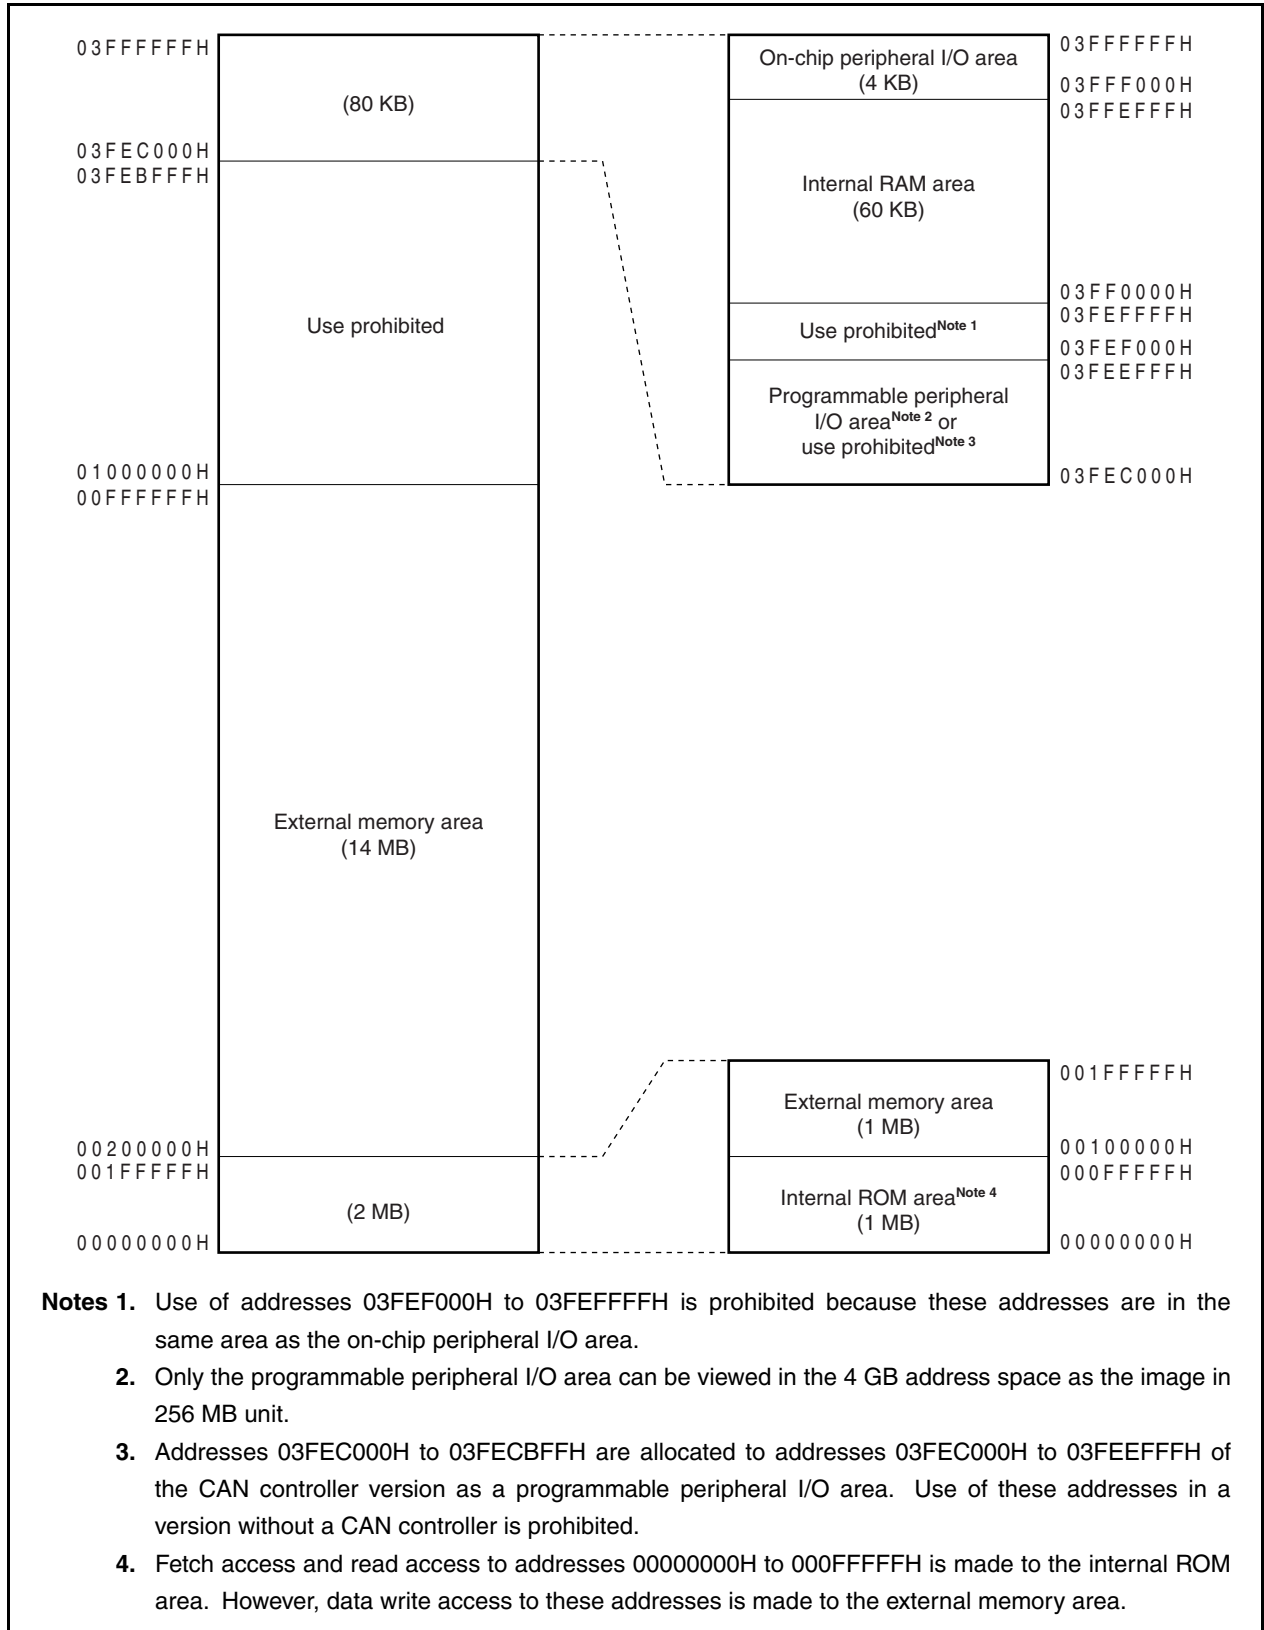 03FFFFFFH
(80 KB)
03FEC000H
03FEBFFFH
Use prohibited
01000000H
00FFFFFFH
External memory area
(14 MB)
00200000H
001FFFFFH
(2 MB)
00000000H
On-chip peripheral I/O area
(4 KB)
03FFFFFFH
03FFF000H
03FFEFFFH
Internal RAM area
(60 KB)
03FF0000H
03FEFFFFH
Use prohibitedNote 1
03FEF000H
03FEEFFFH
Programmable peripheral
I/O areaNote 2 or
use prohibitedNote 3
03FEC000H
001FFFFFH
External memory area
(1 MB)
00100000H
000FFFFFH
Internal ROM areaNote 4
(1 MB)
00000000H
Notes 1. Use of addresses 03FEF000H to 03FEFFFFH is prohibited because these addresses are in the
same area as the on-chip peripheral I/O area.
2. Only the programmable peripheral I/O area can be viewed in the 4 GB address space as the image in
256 MB unit.
3. Addresses 03FEC000H to 03FECBFFH are allocated to addresses 03FEC000H to 03FEEFFFH of
the CAN controller version as a programmable peripheral I/O area. Use of these addresses in a
version without a CAN controller is prohibited.
4. Fetch access and read access to addresses 00000000H to 000FFFFFH is made to the internal ROM
area. However, data write access to these addresses is made to the external memory area.